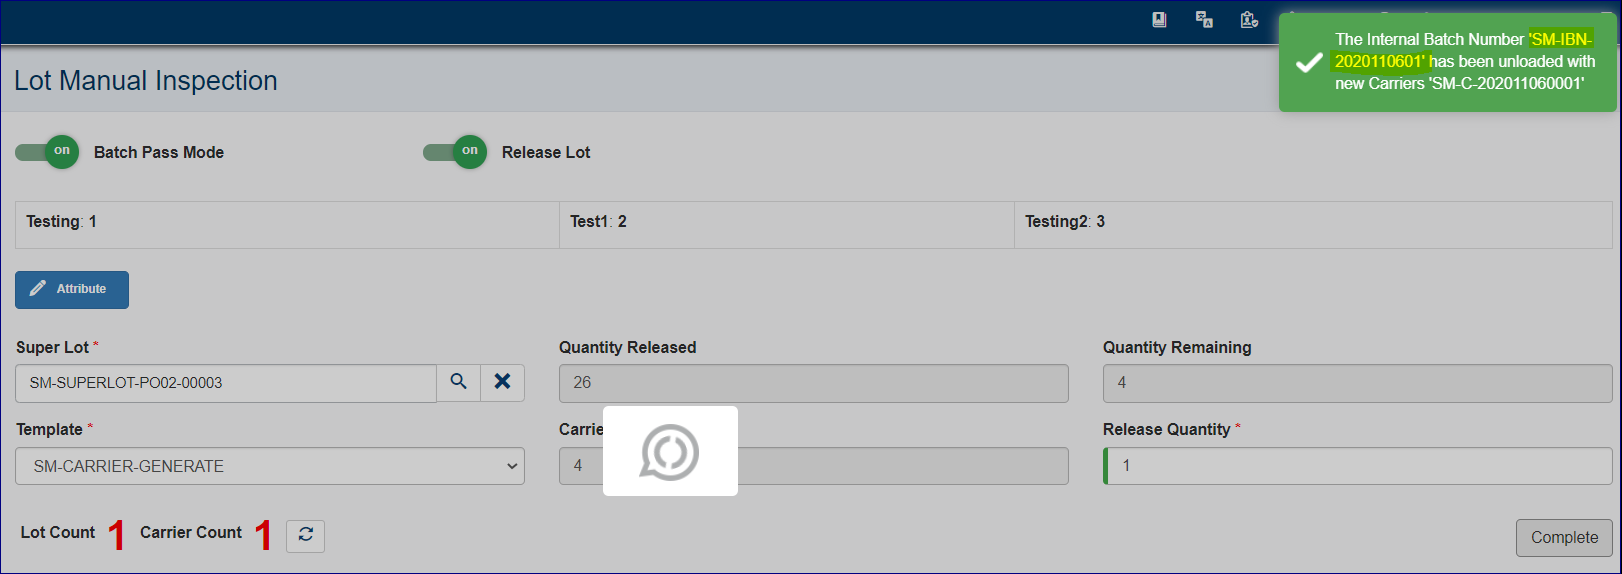 The Internal Batch Number 'SM-IBN-
2020110601' has been unloaded with
new Carriers 'SM-C-202011060001'
Lot Manual Inspection
on Batch Pass Mode on Release Lot
Testing: 1 Test1: 2 Testing2: 3
Attribute
Super Lot * Quantity Released Quantity Remaining
SM-SUPERLOT-PO02-00003 26 4
Template * Release Quantity *
SM-CARRIER-GENERATE 4 1
Lot Count 1 Carrier Count 1 Complete